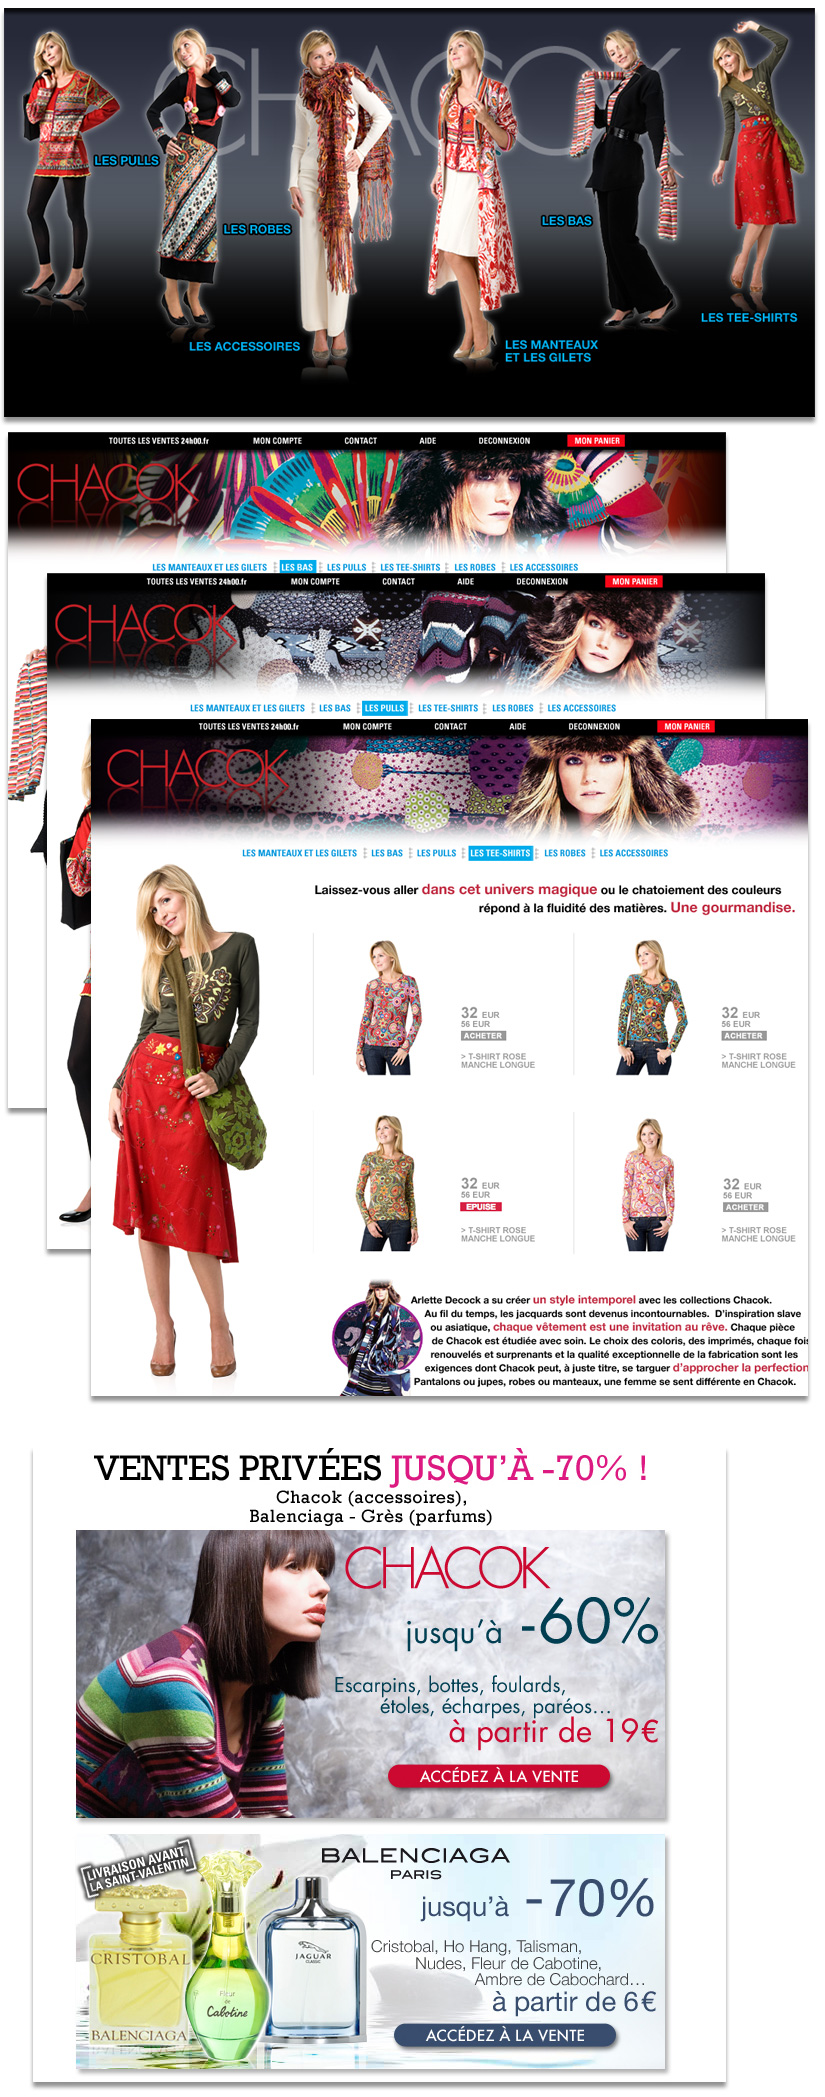 CHACOK
LES PULLS
LES ROBES
LES BAS
LES TEE-SHIRTS
LES ACCESSOIRES
LES MANTEAUX
ET LES GILETS
TOUTES LES VENTES 24h00.fr MON COMPTE CONTACT AIDE DECONNEXION MON PANIER
CHACOK
LES MANTEAUX ET LES GILETS LES BAS LES PULLS LES TEE-SHIRTS LES ROBES LES ACCESSOIRES
TOUTES LES VENTES 24h00.fr MON COMPTE CONTACT AIDE DECONNEXION MON PANIER
CHACOK
LES MANTEAUX ET LES GILETS LES BAS LES PULLS LES TEE-SHIRTS LES ROBES LES ACCESSOIRES
TOUTES LES VENTES 24h00.fr MON COMPTE CONTACT AIDE DECONNEXION MON PANIER
CHACOK
LES MANTEAUX ET LES GILETS LES BAS LES PULLS LES TEE-SHIRTS LES ROBES LES ACCESSOIRES
Laissez-vous aller dans cet univers magique ou le chatoiement des couleurs
répond à la fluidité des matières. Une gourmandise.
32 EUR
56 EUR
ACHETER
> T-SHIRT ROSE
MANCHE LONGUE
32 EUR
56 EUR
ACHETER
> T-SHIRT ROSE
MANCHE LONGUE
32 EUR
56 EUR
EPUISE
> T-SHIRT ROSE
MANCHE LONGUE
32 EUR
56 EUR
ACHETER
> T-SHIRT ROSE
MANCHE LONGUE
Arlette Decock a su créer un style intemporel avec les collections Chacok.
Au fil du temps, les jacquards sont devenus incontournables. D'inspiration slave
ou asiatique, chaque vêtement est une invitation au rêve. Chaque pièce
de Chacok est étudiée avec soin. Le choix des coloris, des imprimés, chaque fois
renouvelés et surprenants et la qualité exceptionnelle de la fabrication sont les
exigences dont Chacok peut, à juste titre, se targuer d'approcher la perfection
Pantalons ou jupes, robes ou manteaux, une femme se sent différente en Chacok.
VENTES PRIVÉES JUSQU'À -70% !
Chacok (accessoires),
Balenciaga - Grès (parfums)
CHACOK
jusqu'à -60%
Escarpins, bottes, foulards,
étoles, écharpes, paréos...
à partir de 19€
ACCÉDEZ À LA VENTE
LIVRAISON AVANT
LA SAINT-VALENTIN
BALENCIAGA
PARIS
jusqu'à -70%
Cristobal, Ho Hang, Talisman,
Nudes, Fleur de Cabotine,
Ambre de Cabochard...
à partir de 6€
ACCÉDEZ À LA VENTE
CRISTOBAL
BALENCIAGA
Fleur
de
Cabotine
JAGUAR
CLASSIC